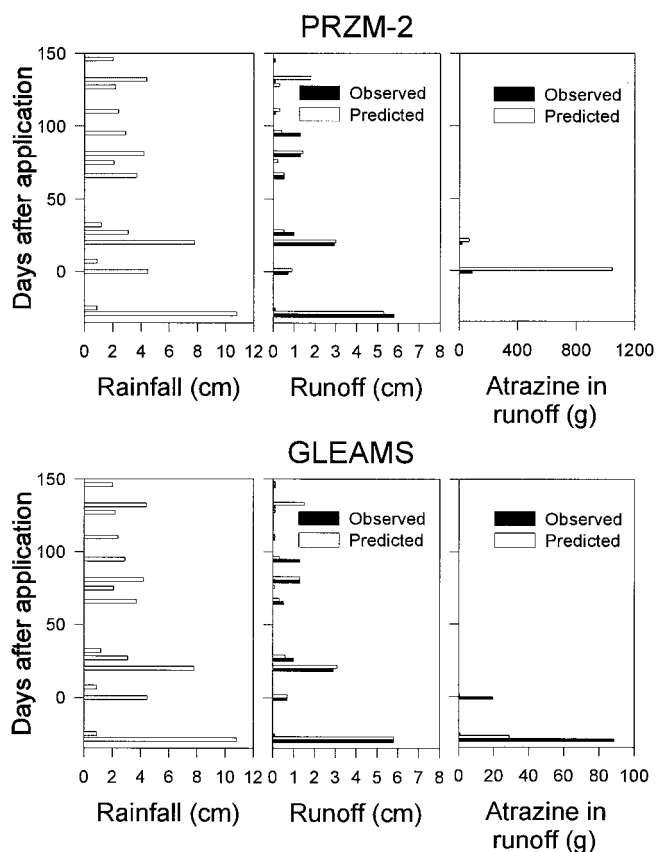 PRZM-2
Days after application
150
100
50
0
Observed
Predicted
Observed
Predicted
0 2 4 6 8 10 12
0 1 2 3 4 5 6 7 8
0 400 800 1200
Rainfall (cm)
Runoff (cm)
Atrazine in
runoff (g)
GLEAMS
Days after application
150
100
50
0
Observed
Predicted
Observed
Predicted
0 2 4 6 8 10 12
0 1 2 3 4 5 6 7 8
0 20 40 60 80 100
Rainfall (cm)
Runoff (cm)
Atrazine in
runoff (g)